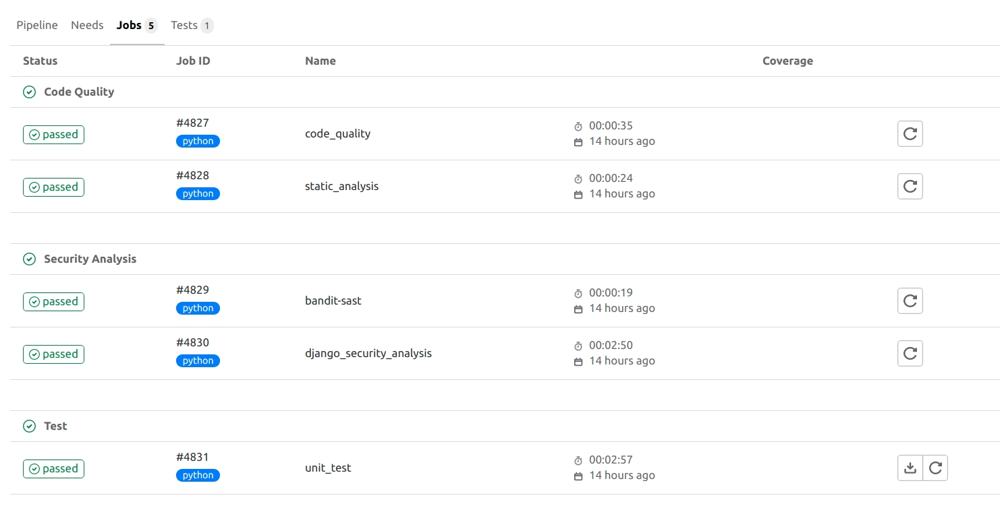 Pipeline Needs Jobs 5 Tests 1
Status Job ID Name Coverage
Code Quality
passed #4827 python code_quality 00:00:35 14 hours ago
passed #4828 python static_analysis 00:00:24 14 hours ago
Security Analysis
passed #4829 python bandit-sast 00:00:19 14 hours ago
passed #4830 python django_security_analysis 00:02:50 14 hours ago
Test
passed #4831 python unit_test 00:02:57 14 hours ago